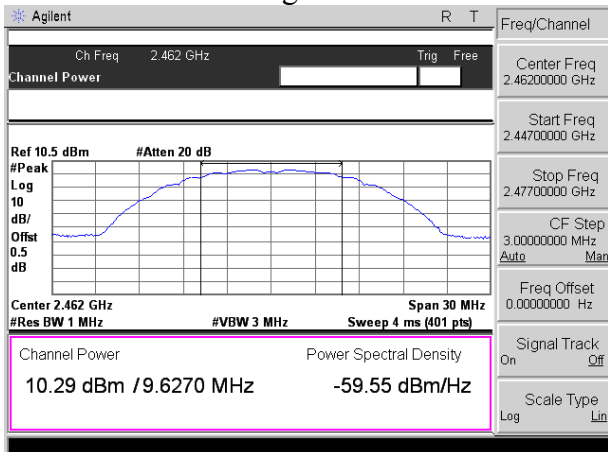 Agilent R T
Ch Freq 2.462 GHz Trig Free
Channel Power
Ref 10.5 dBm #Atten 20 dB
#Peak
Log
10
dB/
Offst
0.5
dB
Center 2.462 GHz Span 30 MHz
#Res BW 1 MHz #VBW 3 MHz Sweep 4 ms (401 pts)
Channel Power Power Spectral Density
10.29 dBm / 9.6270 MHz -59.55 dBm/Hz
Freq/Channel
Center Freq
2.46200000 GHz
Start Freq
2.44700000 GHz
Stop Freq
2.47700000 GHz
CF Step
3.00000000 MHz
Auto Man
Freq Offset
0.00000000 Hz
Signal Track
On Off
Scale Type
Log Lin